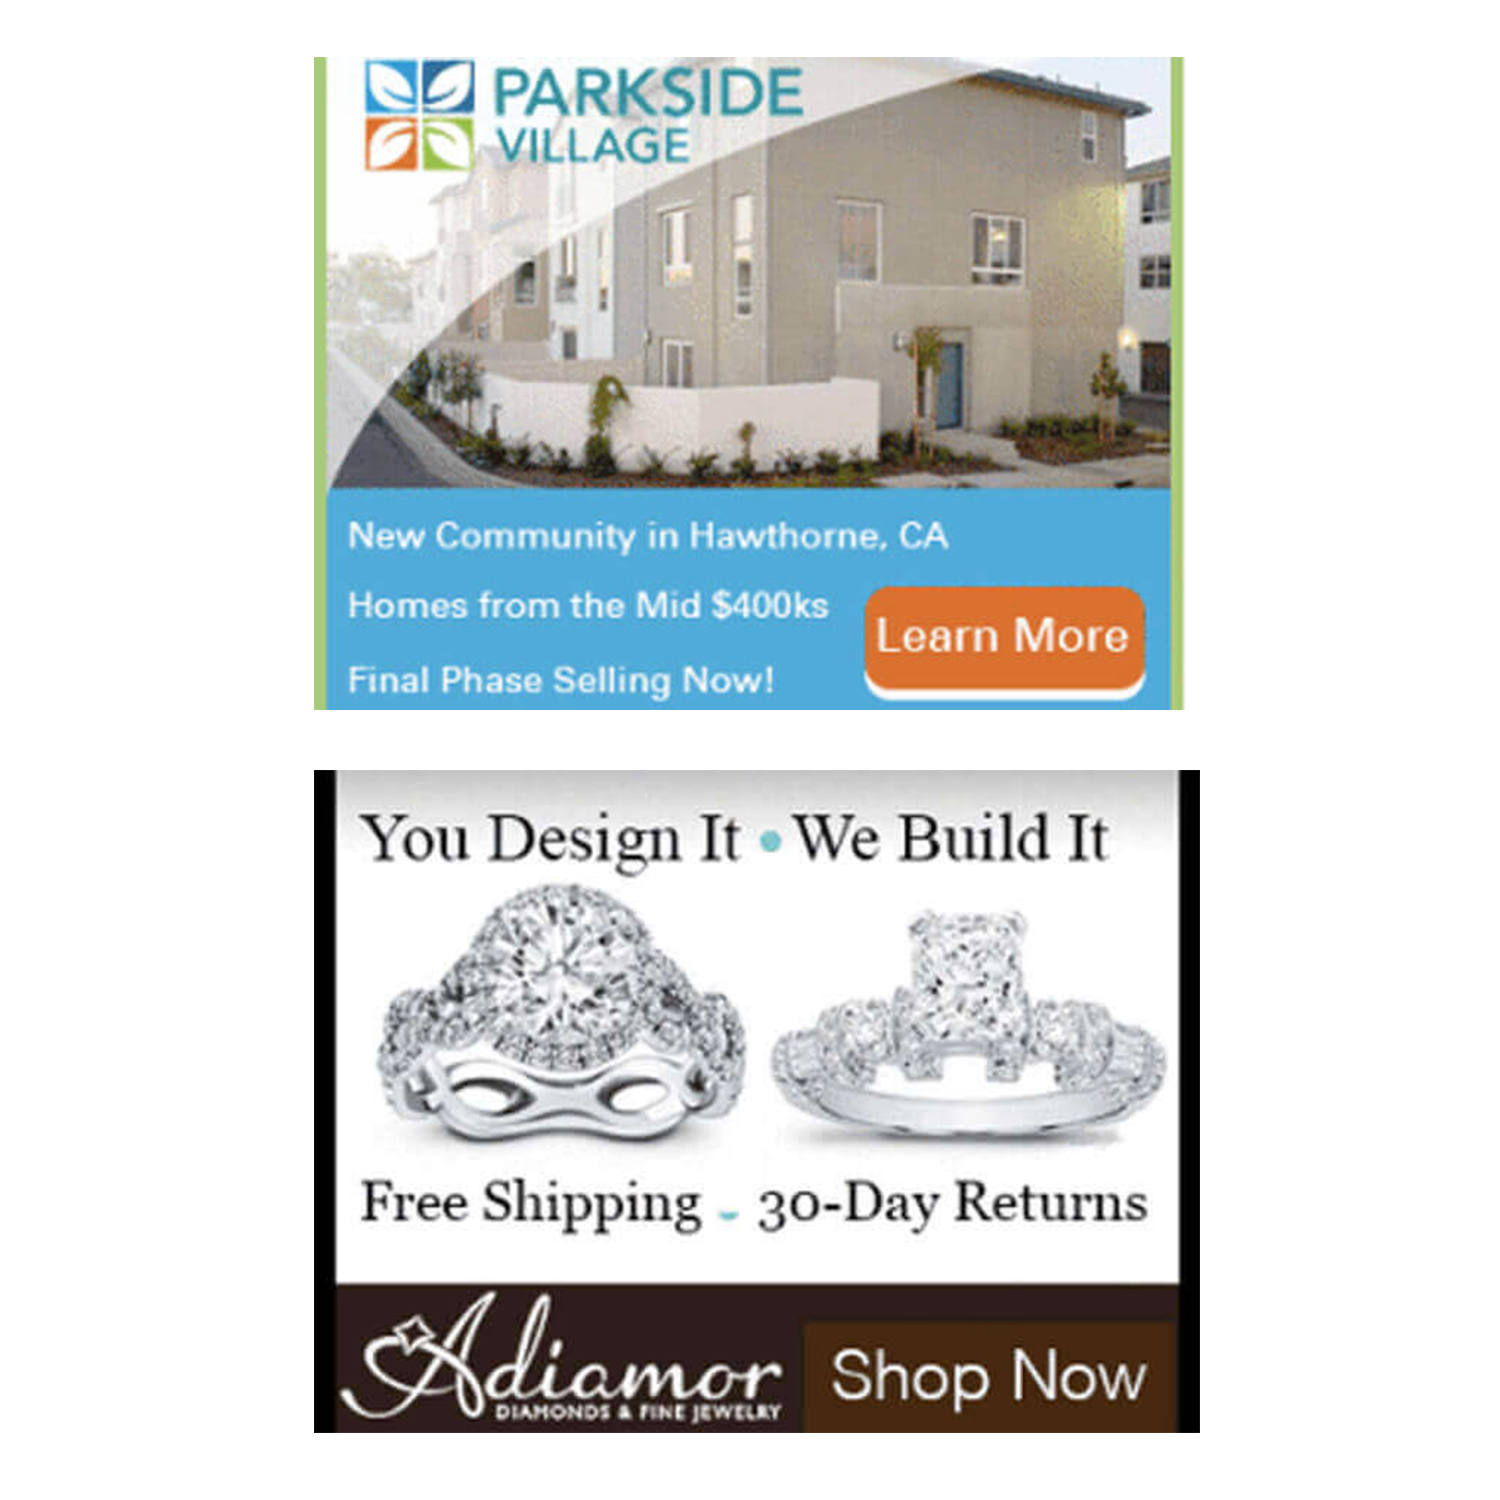 PARKSIDE
VILLAGE
New Community in Hawthorne, CA
Homes from the Mid $400ks
Learn More
Final Phase Selling Now!
You Design It • We Build It
Free Shipping - 30-Day Returns
Adiamor
DIAMONDS & FINE JEWELRY
Shop Now